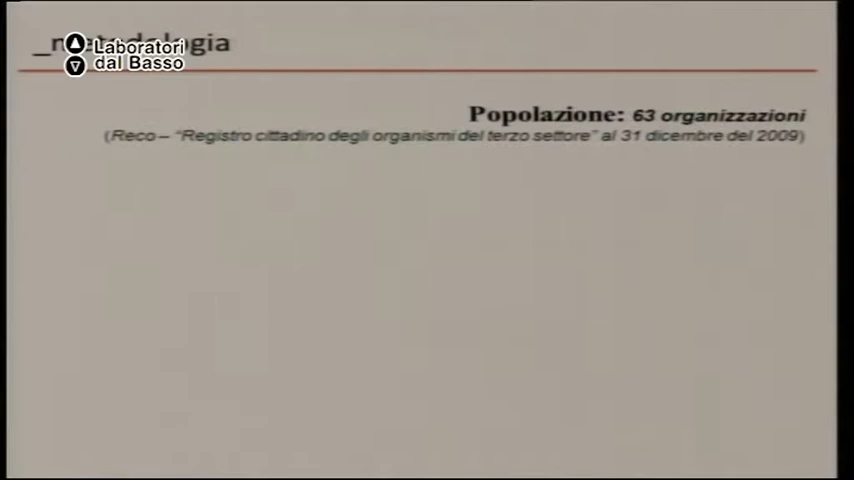 _metodologia
Laboratori
dal Basso
Popolazione: 63 organizzazioni
(Reco – “Registro cittadino degli organismi del terzo settore” al 31 dicembre del 2009)